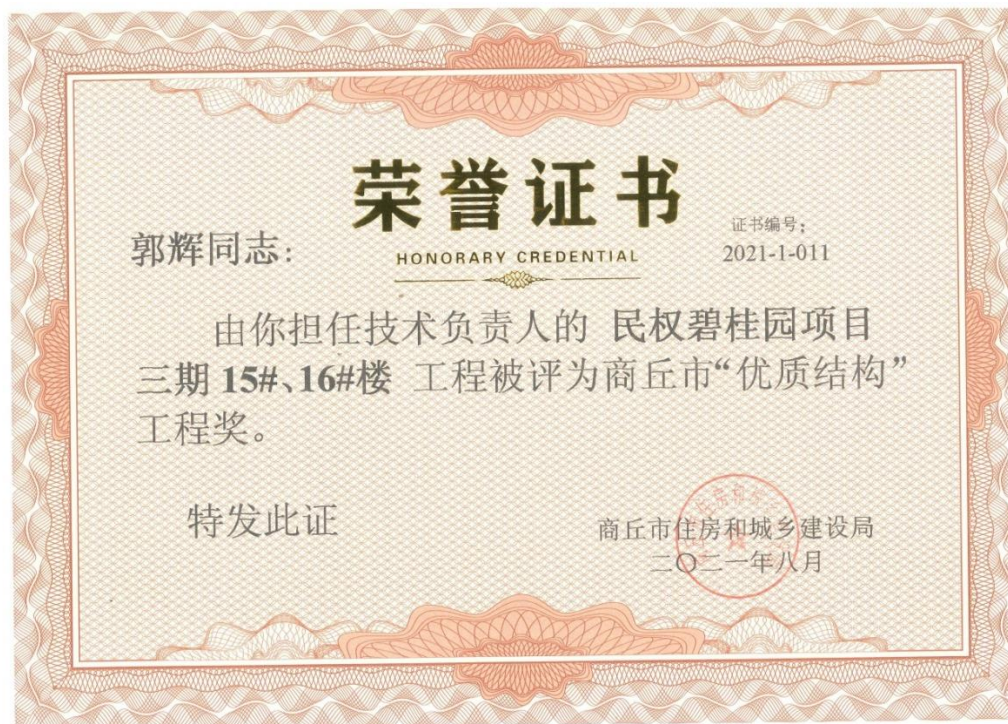 荣誉证书
HONORARY CREDENTIAL
证书编号：
2021-1-011
郭辉同志：
由你担任技术负责人的 民权碧桂园项目
三期 15#、16#楼 工程被评为商丘市“优质结构”
工程奖。
特发此证
商丘市住房和城乡建设局
二〇二一年八月